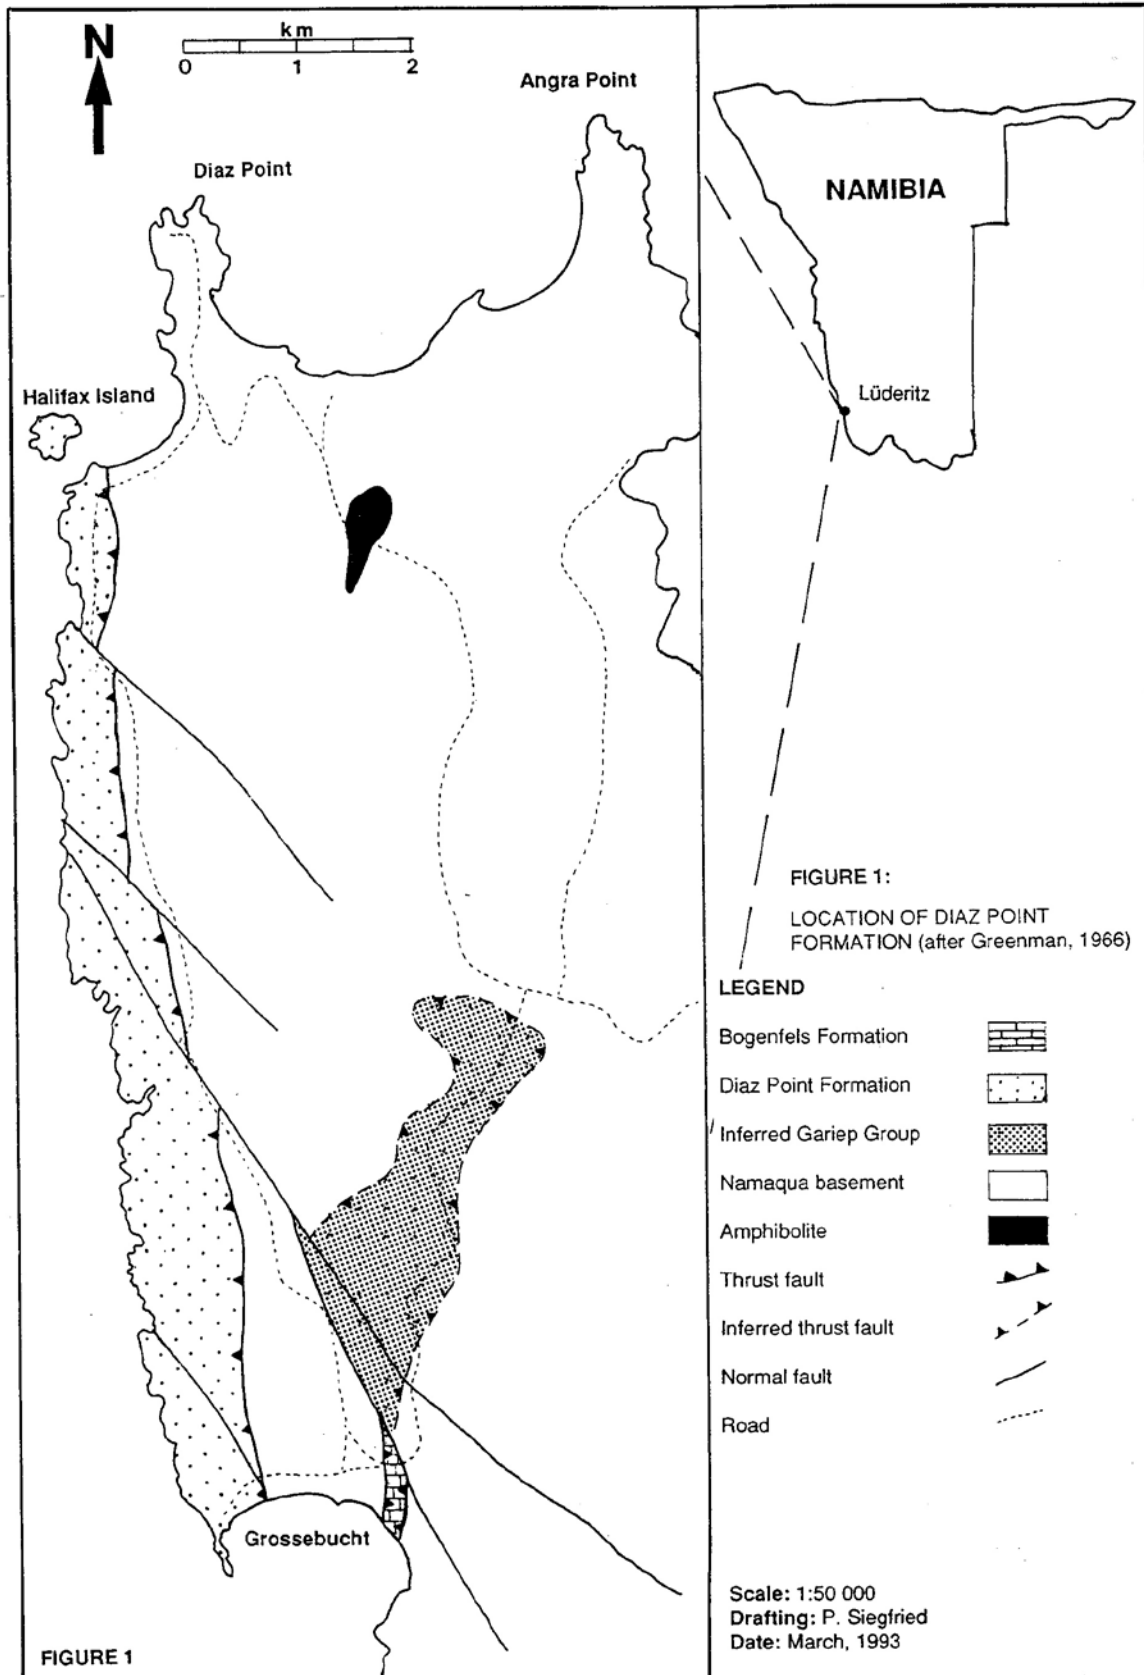 N
km
0 1 2
Angra Point
Diaz Point
Halifax Island
NAMIBIA
Lüderitz
FIGURE 1:
LOCATION OF DIAZ POINT
FORMATION (after Greenman, 1966)
LEGEND
Bogenfels Formation
Diaz Point Formation
Inferred Gariep Group
Namaqua basement
Amphibolite
Thrust fault
Inferred thrust fault
Normal fault
Road
Grossebucht
Scale: 1:50 000
Drafting: P. Siegfried
Date: March, 1993
FIGURE 1